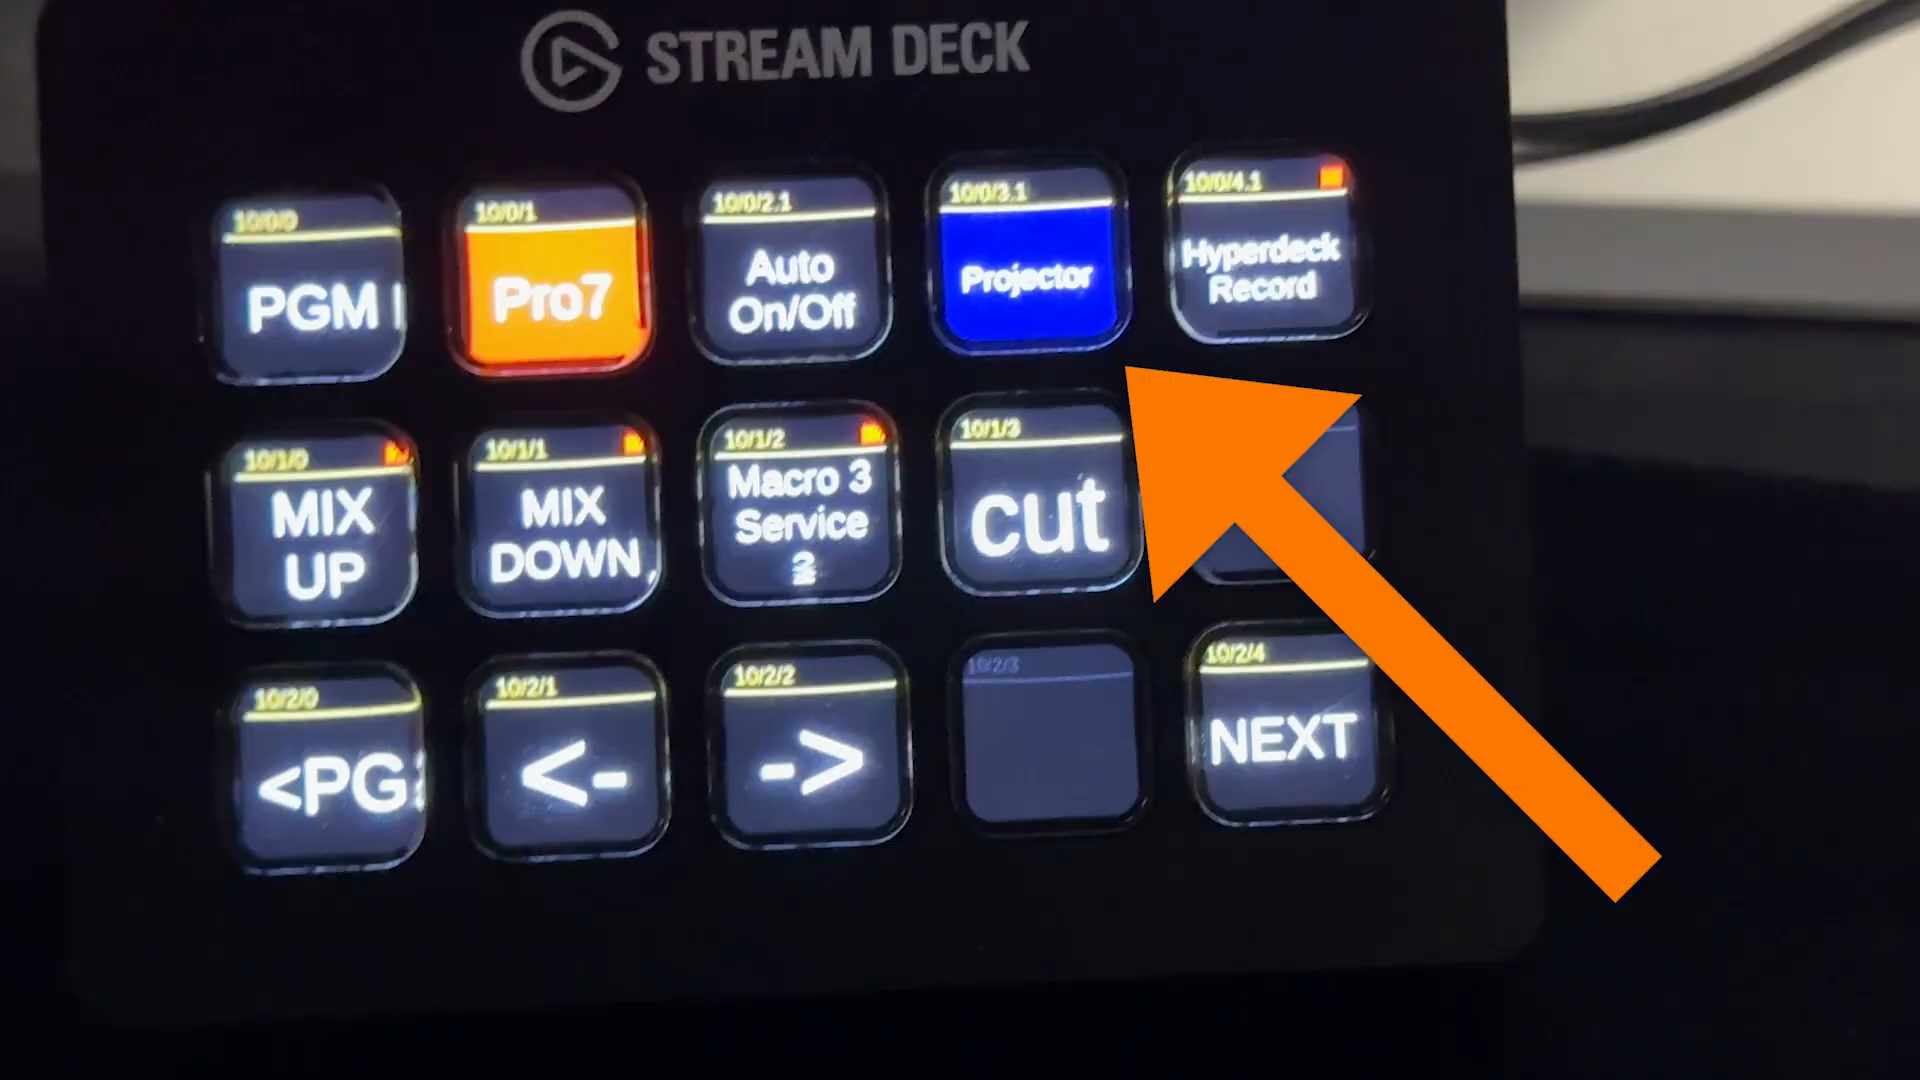 STREAM DECK
10/0/0
PGM
10/0/1
Pro7
10/0/2.1
Auto
On/Off
10/0/3.1
Projector
10/0/4.1
Hyperdeck
Record
10/1/0
MIX
UP
10/1/1
MIX
DOWN
10/1/2
Macro 3
Service
2
10/1/3
cut
10/2/0
<PG
10/2/1
<-
10/2/2
->
10/2/3
10/2/4
NEXT